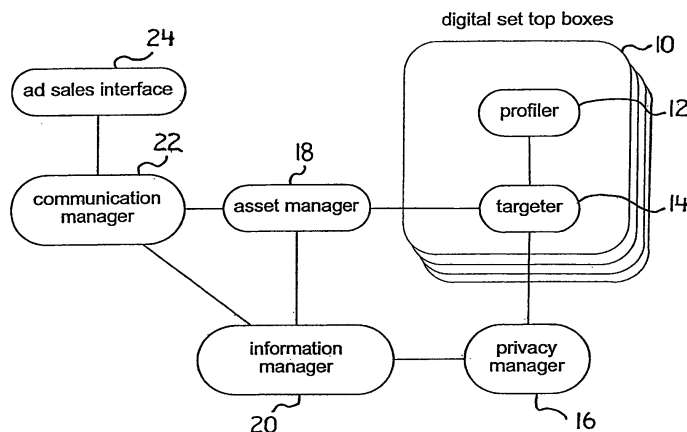 digital set top boxes
24
10
ad sales interface
profiler
12
22
18
communication
manager
asset manager
targeter
14
information
manager
privacy
manager
20
16